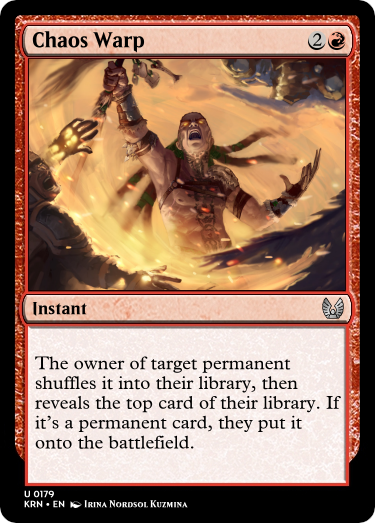 Chaos Warp 2
Instant
The owner of target permanent
shuffles it into their library, then
reveals the top card of their library. If
it's a permanent card, they put it
onto the battlefield.
U 0179
KRN • EN Irina Nordsol Kuzmina